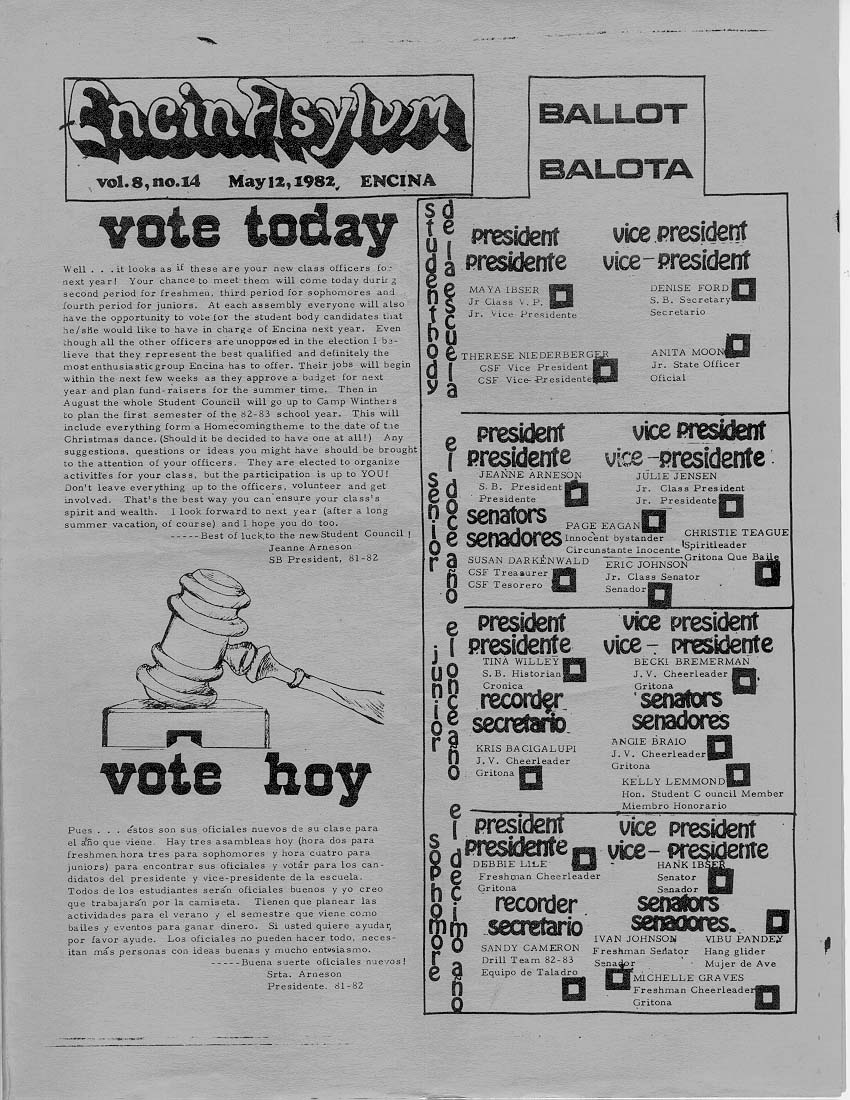 EncinAsylum
vol. 8, no. 14 May 12, 1982, ENCINA
BALLOT
BALOTA
vote today
Well . . .it looks as if these are your new class officers for
next year! Your chance to meet them will come today during
second period for freshmen, third period for sophomores and
fourth period for juniors. At each assembly everyone will also
have the opportunity to vote for the student body candidates that
he/she would like to have in charge of Encina next year. Even
though all the other officers are unopposed in the election I be-
lieve that they represent the best qualified and definitely the
most enthusiastic group Encina has to offer. Their jobs will begin
within the next few weeks as they approve a budget for next
year and plan fund-raisers for the summer time. Then in
August the whole Student Council will go up to Camp Winthers
to plan the first semester of the 82-83 school year. This will
include everything form a Homecoming theme to the date of the
Christmas dance. (Should it be decided to have one at all!) Any
suggestions, questions or ideas you might have should be brought
to the attention of your officers. They are elected to organize
activities for your class, but the participation is up to YOU!
Don't leave everything up to the officers, volunteer and get
involved. That's the best way you can ensure your class's
spirit and wealth. I look forward to next year (after a long
summer vacation, of course) and I hope you do too.
-----Best of luck to the new Student Council !
Jeanne Arneson
SB President, 81-82
vote hoy
Pues . . . éstos son sus oficiales nuevos de su clase para
el año que viene. Hay tres asambleas hoy (hora dos para
freshmen hora tres para sophomores y hora cuatro para
juniors) para encontrar sus oficiales y votár para los can-
didatos del presidente y vice-presidente de la escuela.
Todos de los estudiantes serán oficiales buenos y yo creo
que trabajarán por la camiseta. Tienen que planear las
actividades para el verano y el semestre que viene como
bailes y eventos para ganar dinero. Si usted quiere ayudar,
por favor ayude. Los oficiales no pueden hacer todo, neces-
itan más personas con ideas buenas y mucho entusiasmo.
-----Buena suerte oficiales nuevos!
Srta. Arneson
Presidente. 81-82
studentbody
de la escuela
president
presidente
MAYA IBSER
Jr Class V.P.
Jr. Vice Presidente
THERESE NIEDERBERGER
CSF Vice President
CSF Vice-Presidente
vice president
vice-president
DENISE FORD
S.B. Secretary
Secretario
ANITA MOON
Jr. State Officer
Oficial
senior
el doce año
president
presidente
JEANNE ARNESON
S.B. President
Presidente
vice president
vice-presidente
JULIE JENSEN
Jr. Class President
Jr. Presidente
senators
senadores
PAGE EAGAN
Innocent bystander
Circunstante Inocente
CHRISTIE TEAGUE
Spiritleader
Gritona Que Baile
SUSAN DARKENWALD
CSF Treasurer
CSF Tesorero
ERIC JOHNSON
Jr. Class Senator
Senador
junior
el once año
president
presidente
TINA WILLEY
S.B. Historian
Cronica
vice president
vice-presidente
BECKI BREMERMAN
J.V. Cheerleader
Gritona
recorder
secretario
KRIS BACIGALUPI
J.V. Cheerleader
Gritona
senators
senadores
ANGIE BRAIO
J.V. Cheerleader
Gritona
KELLY LEMMOND
Hon. Student Council Member
Miembro Honorario
sophomore
el decimo año
president
presidente
DEBBIE LILE
Freshman Cheerleader
Gritona
vice president
vice-presidente
HANK IBSER
Senator
Senador
recorder
secretario
SANDY CAMERON
Drill Team 82-83
Equipo de Taladro
senators
senadores.
IVAN JOHNSON
Freshman Senator
Senador
VIBU PANDEY
Hang glider
Mujer de Ave
MICHELLE GRAVES
Freshman Cheerleader
Gritona